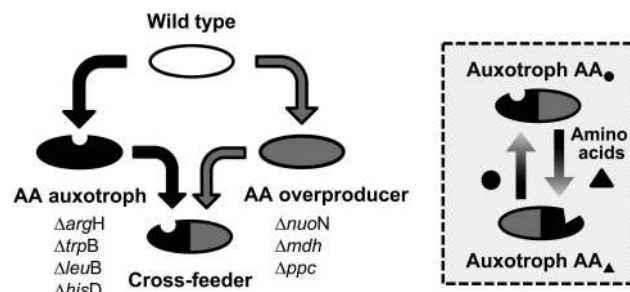 Wild type
AA auxotroph
ΔargH
ΔtrpB
ΔleuB
ΔhisD
Cross-feeder
AA overproducer
ΔnuoN
Δmdh
Δppc
Auxotroph AA●
Amino
acids
Auxotroph AA▲